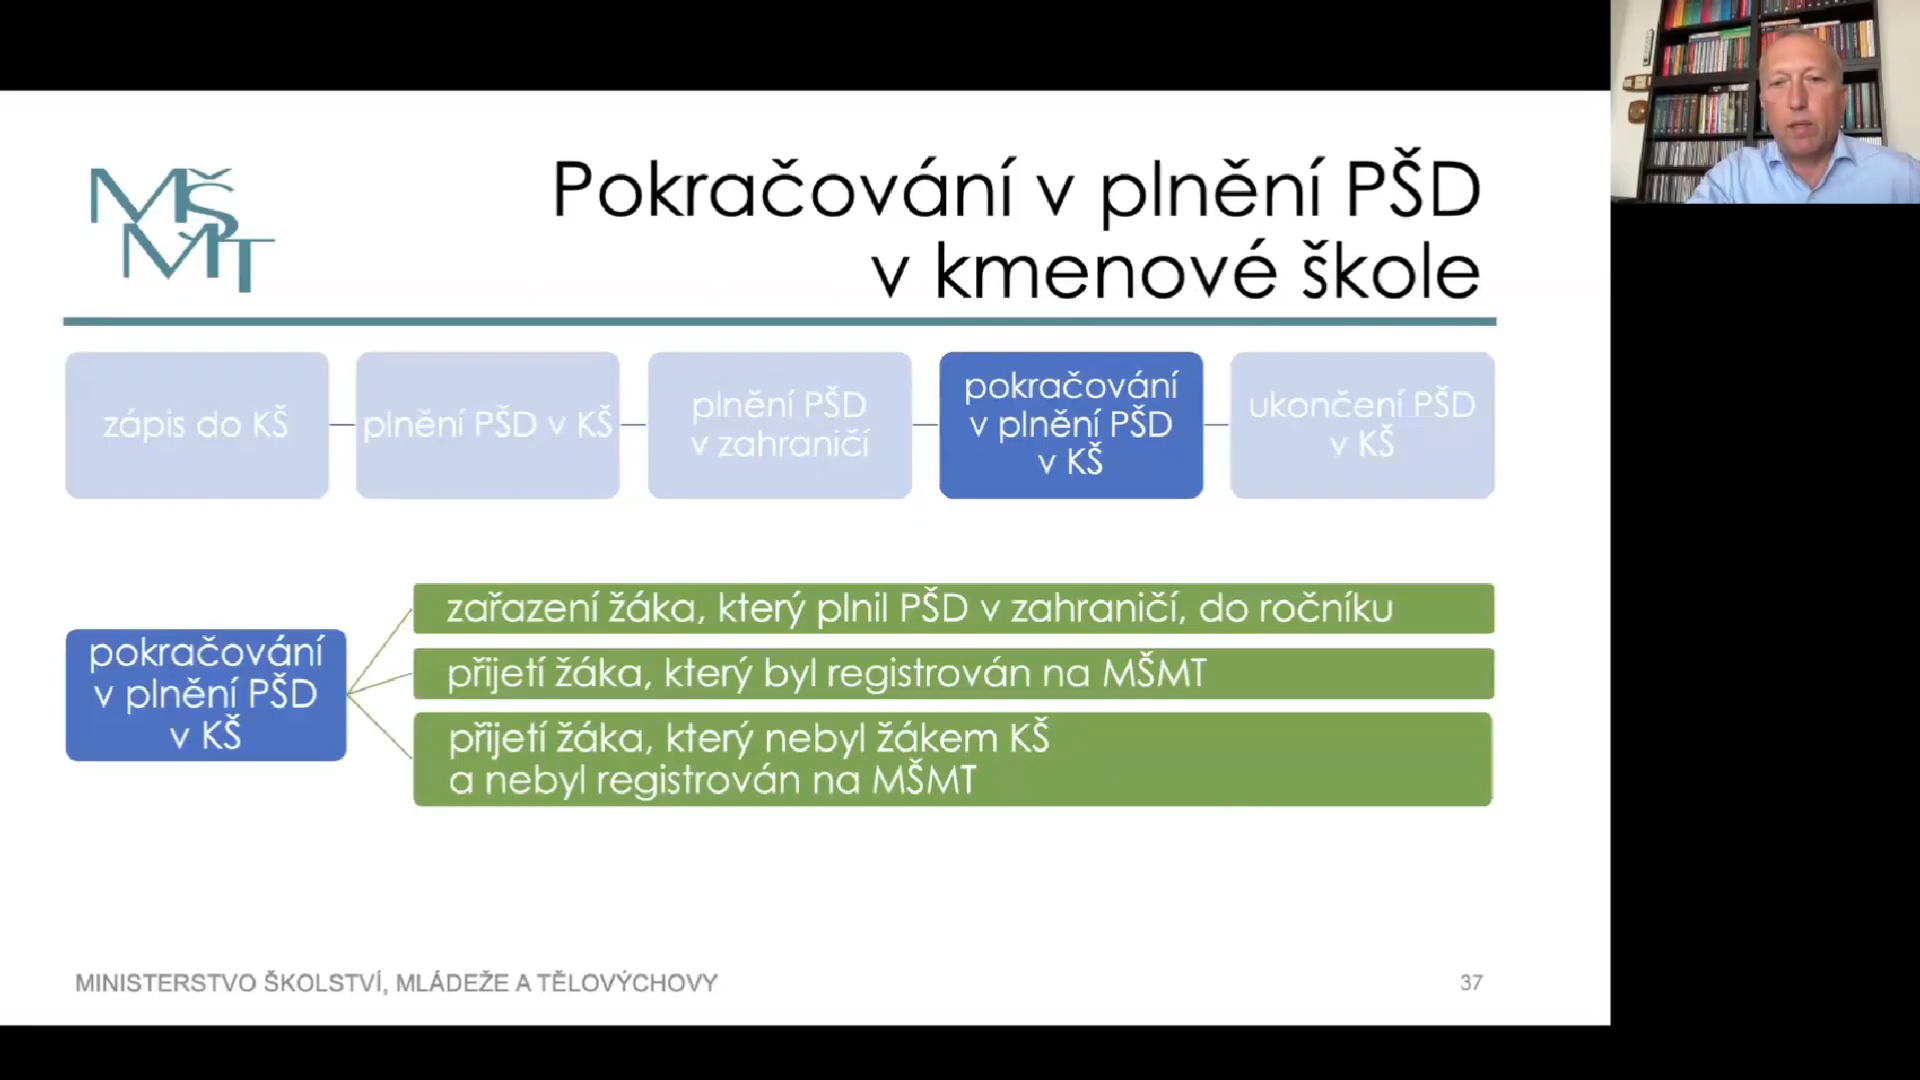 MŠMT
Pokračování v plnění PŠD
v kmenové škole
zápis do KŠ
plnění PŠD v KŠ
plnění PŠD
v zahraničí
pokračování
v plnění PŠD
v KŠ
ukončení PŠD
v KŠ
pokračování
v plnění PŠD
v KŠ
zařazení žáka, který plnil PŠD v zahraničí, do ročníku
přijetí žáka, který byl registrován na MŠMT
přijetí žáka, který nebyl žákem KŠ
a nebyl registrován na MŠMT
MINISTERSTVO ŠKOLSTVÍ, MLÁDEŽE A TĚLOVÝCHOVY
37